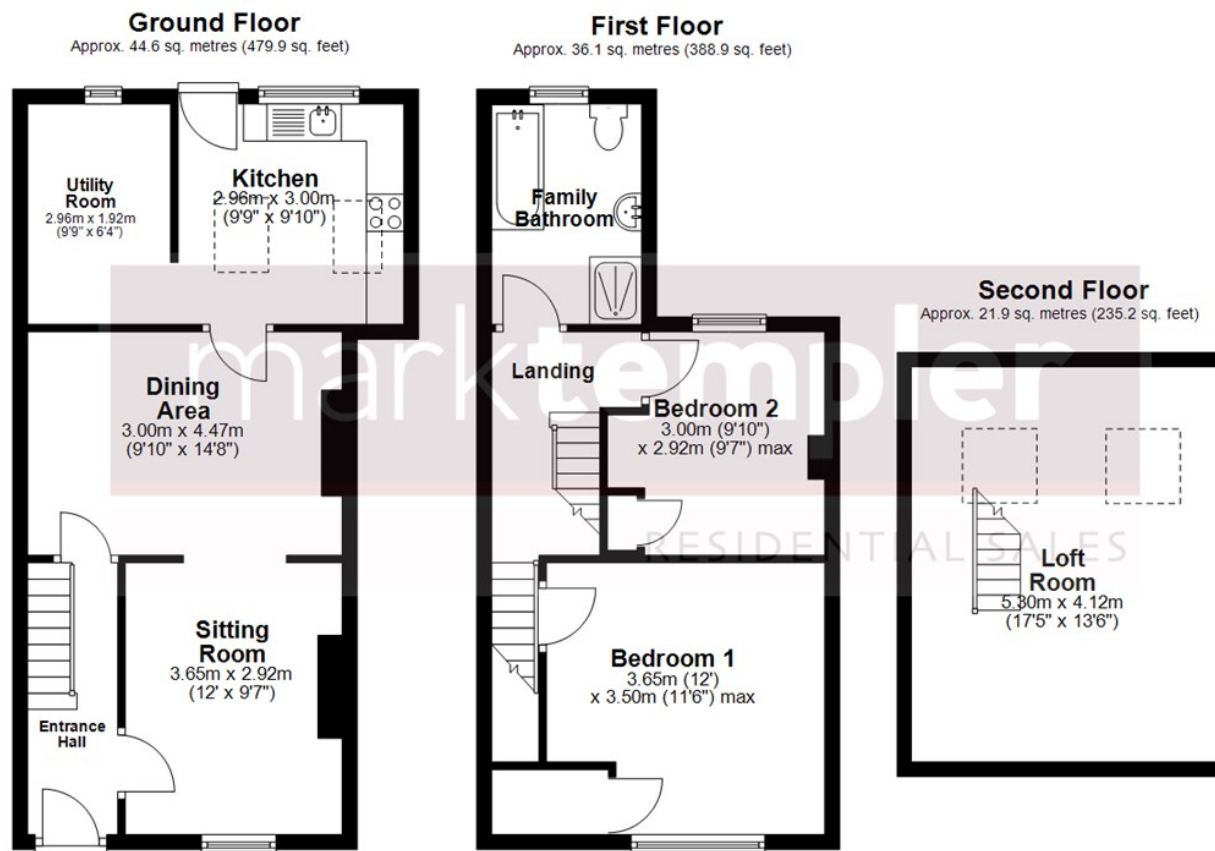 Ground Floor
Approx. 44.6 sq. metres (479.9 sq. feet)
First Floor
Approx. 36.1 sq. metres (388.9 sq. feet)
Utility
Room
2.96m x 1.92m
(9'9" x 6'4")
Kitchen
2.96m x 3.00m
(9'9" x 9'10")
Family
Bathroom
Second Floor
Approx. 21.9 sq. metres (235.2 sq. feet)
marktempler
RESIDENTIAL SALES
Dining
Area
3.00m x 4.47m
(9'10" x 14'8")
Landing
Bedroom 2
3.00m (9'10")
x 2.92m (9'7") max
Loft
Room
5.30m x 4.12m
(17'5" x 13'6")
Sitting
Room
3.65m x 2.92m
(12' x 9'7")
Entrance
Hall
Bedroom 1
3.65m (12')
x 3.50m (11'6") max